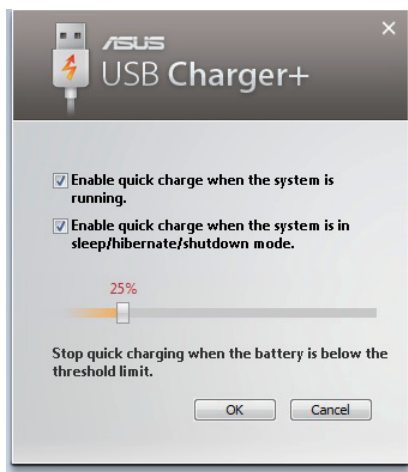 ASUS
USB Charger+
Enable quick charge when the system is
running.
Enable quick charge when the system is in
sleep/hibernate/shutdown mode.
25%
Stop quick charging when the battery is below the
threshold limit.
OK Cancel